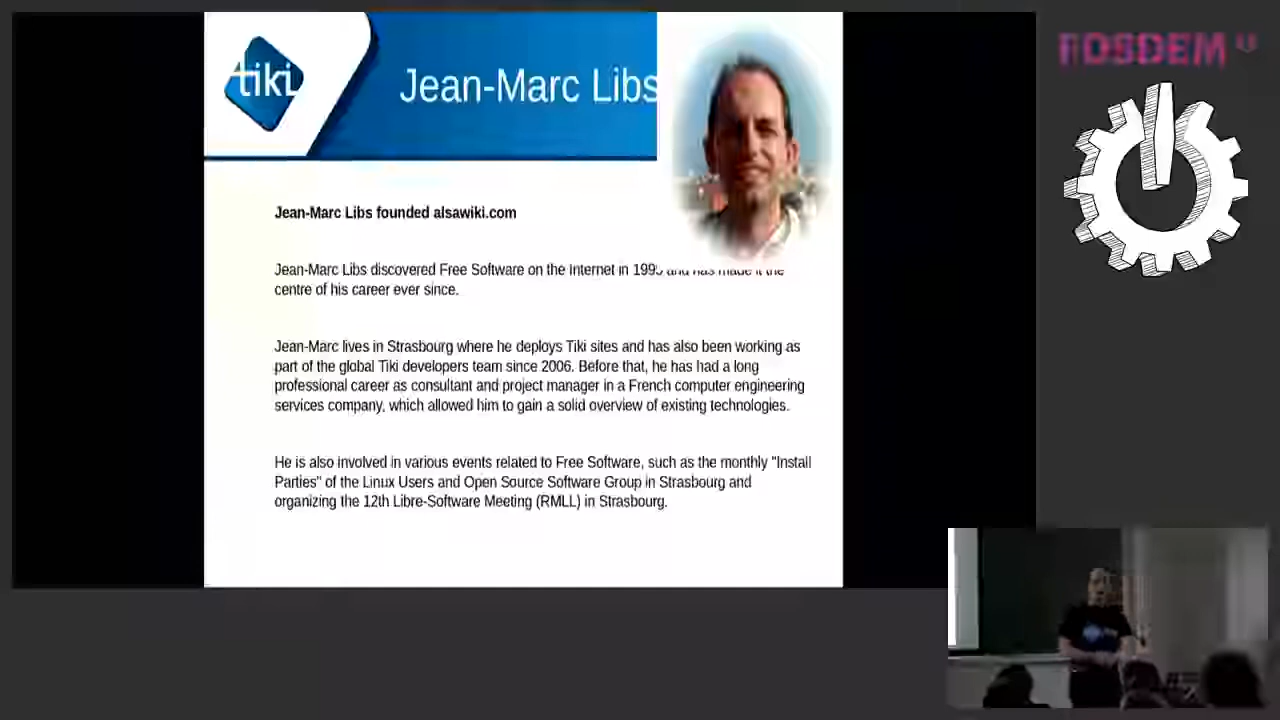 FOSDEM
tiki
Jean-Marc Libs
Jean-Marc Libs founded alsawiki.com
Jean-Marc Libs discovered Free Software on the Internet in 1995 and has made it the
centre of his career ever since.
Jean-Marc lives in Strasbourg where he deploys Tiki sites and has also been working as
part of the global Tiki developers team since 2006. Before that, he has had a long
professional career as consultant and project manager in a French computer engineering
services company, which allowed him to gain a solid overview of existing technologies.
He is also involved in various events related to Free Software, such as the monthly "Install
Parties" of the Linux Users and Open Source Software Group in Strasbourg and
organizing the 12th Libre-Software Meeting (RMLL) in Strasbourg.